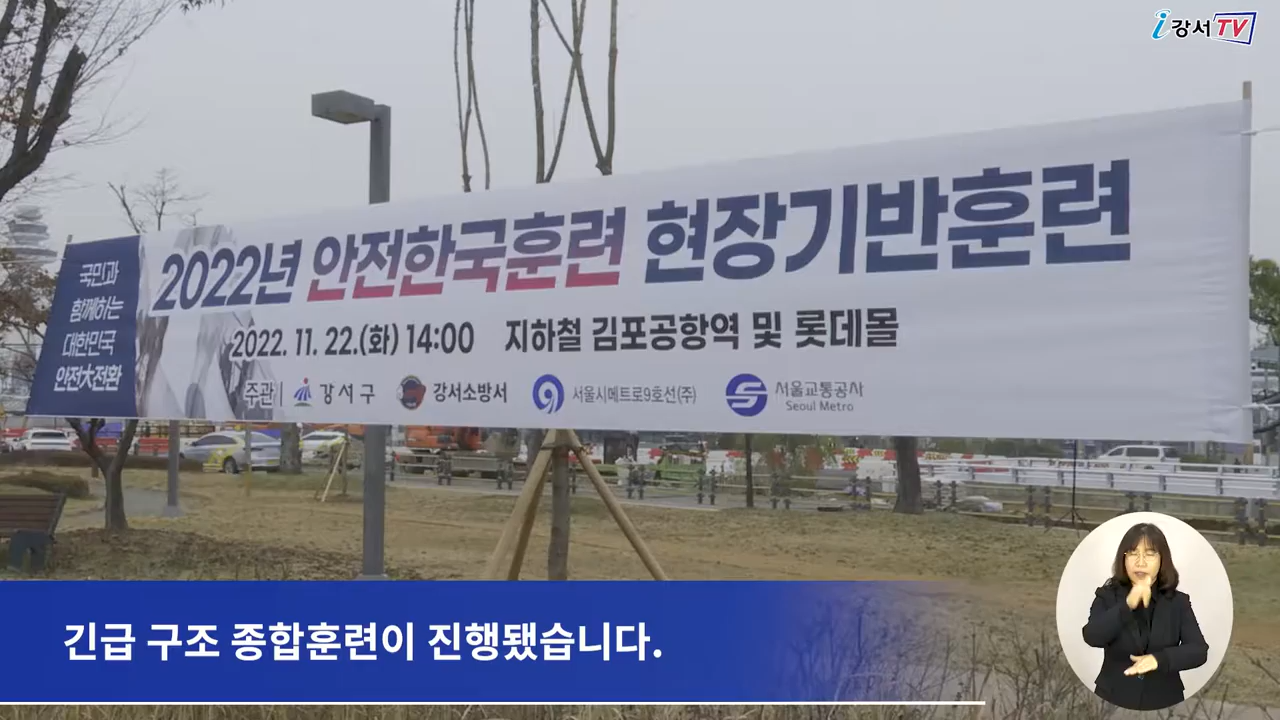 i강서TV
국민과
함께하는
대한민국
안전大전환
2022년 안전한국훈련 현장기반훈련
2022. 11. 22.(화) 14:00 지하철 김포공항역 및 롯데몰
주관 | 강서구 강서소방서 9 서울시메트로9호선(주) 서울교통공사
Seoul Metro
긴급 구조 종합훈련이 진행됐습니다.